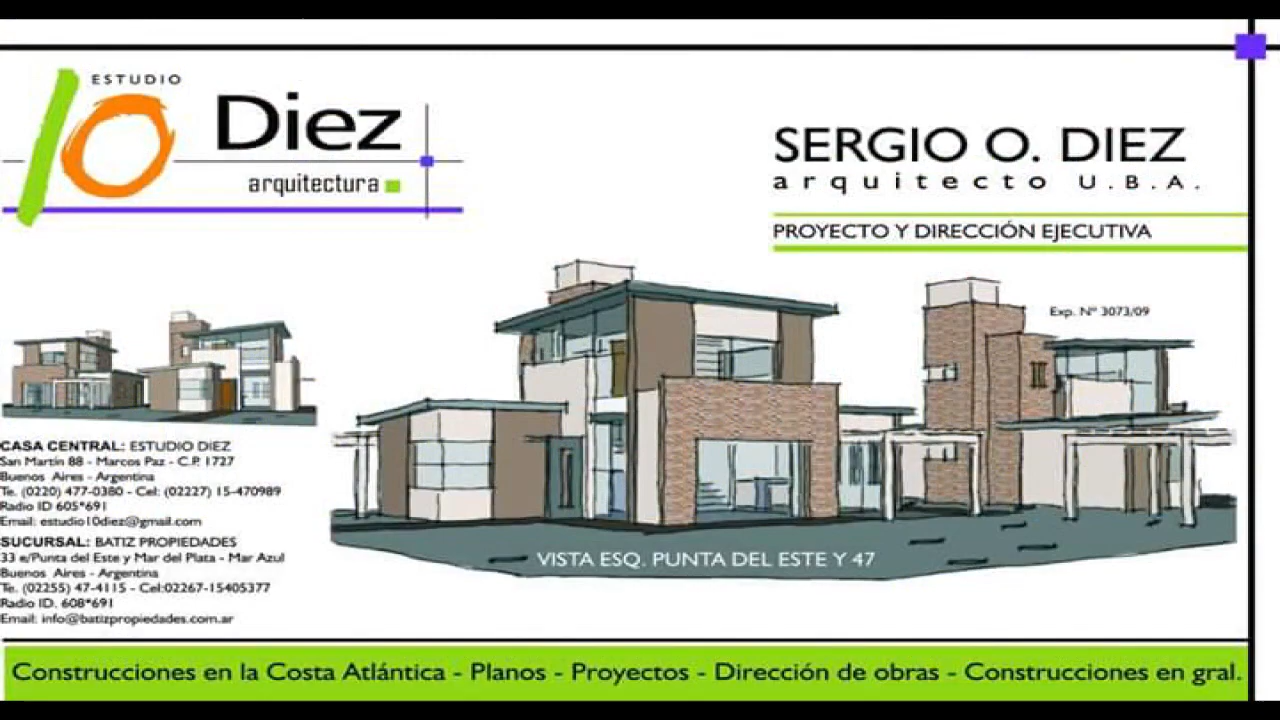 ESTUDIO
10 Diez
arquitectura
SERGIO O. DIEZ
arquitecto U.B.A.
PROYECTO Y DIRECCIÓN EJECUTIVA
Exp. Nº 3073/09
CASA CENTRAL: ESTUDIO DIEZ
San Martín 88 - Marcos Paz - C.P. 1727
Buenos Aires - Argentina
Te. (0220) 477-0380 - Cel: (02227) 15-470989
Radio ID 605*691
Email: estudio10diez@gmail.com
SUCURSAL: BATIZ PROPIEDADES
33 e/Punta del Este y Mar del Plata - Mar Azul
Buenos Aires - Argentina
Te. (02255) 47-4115 - Cel:02267-15405377
Radio ID. 608*691
Email: info@batizpropiedades.com.ar
VISTA ESQ. PUNTA DEL ESTE Y 47
Construcciones en la Costa Atlántica - Planos - Proyectos - Dirección de obras - Construcciones en gral.